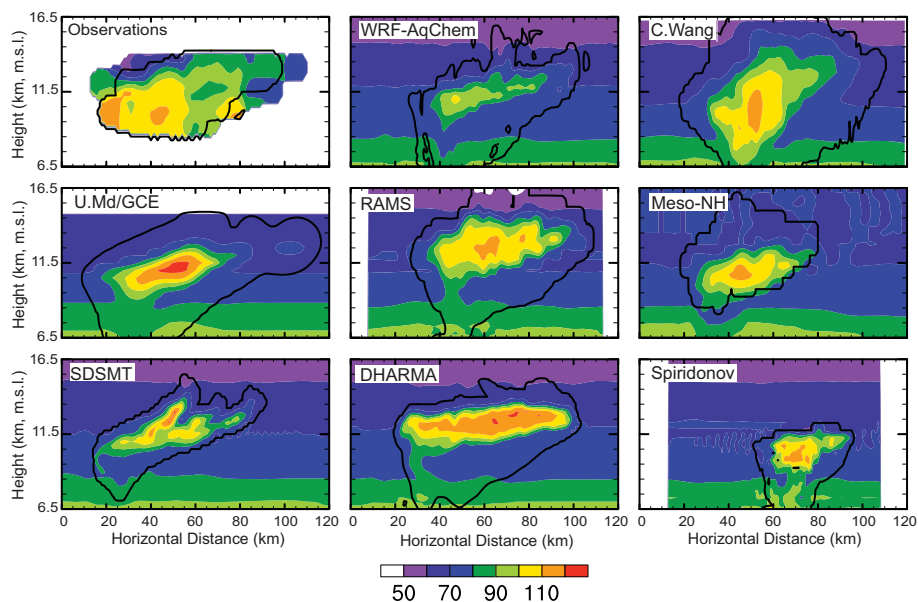 Observations WRF-AqChem C.Wang
16.5
11.5
6.5
Height (km, m.s.l.)
U.Md/GCE RAMS Meso-NH
16.5
11.5
6.5
Height (km, m.s.l.)
SDSMT DHARMA Spiridonov
16.5
11.5
6.5
Height (km, m.s.l.)
0 20 40 60 80 100 120 0 20 40 60 80 100 120 0 20 40 60 80 100 120
Horizontal Distance (km) Horizontal Distance (km) Horizontal Distance (km)
50 70 90 110